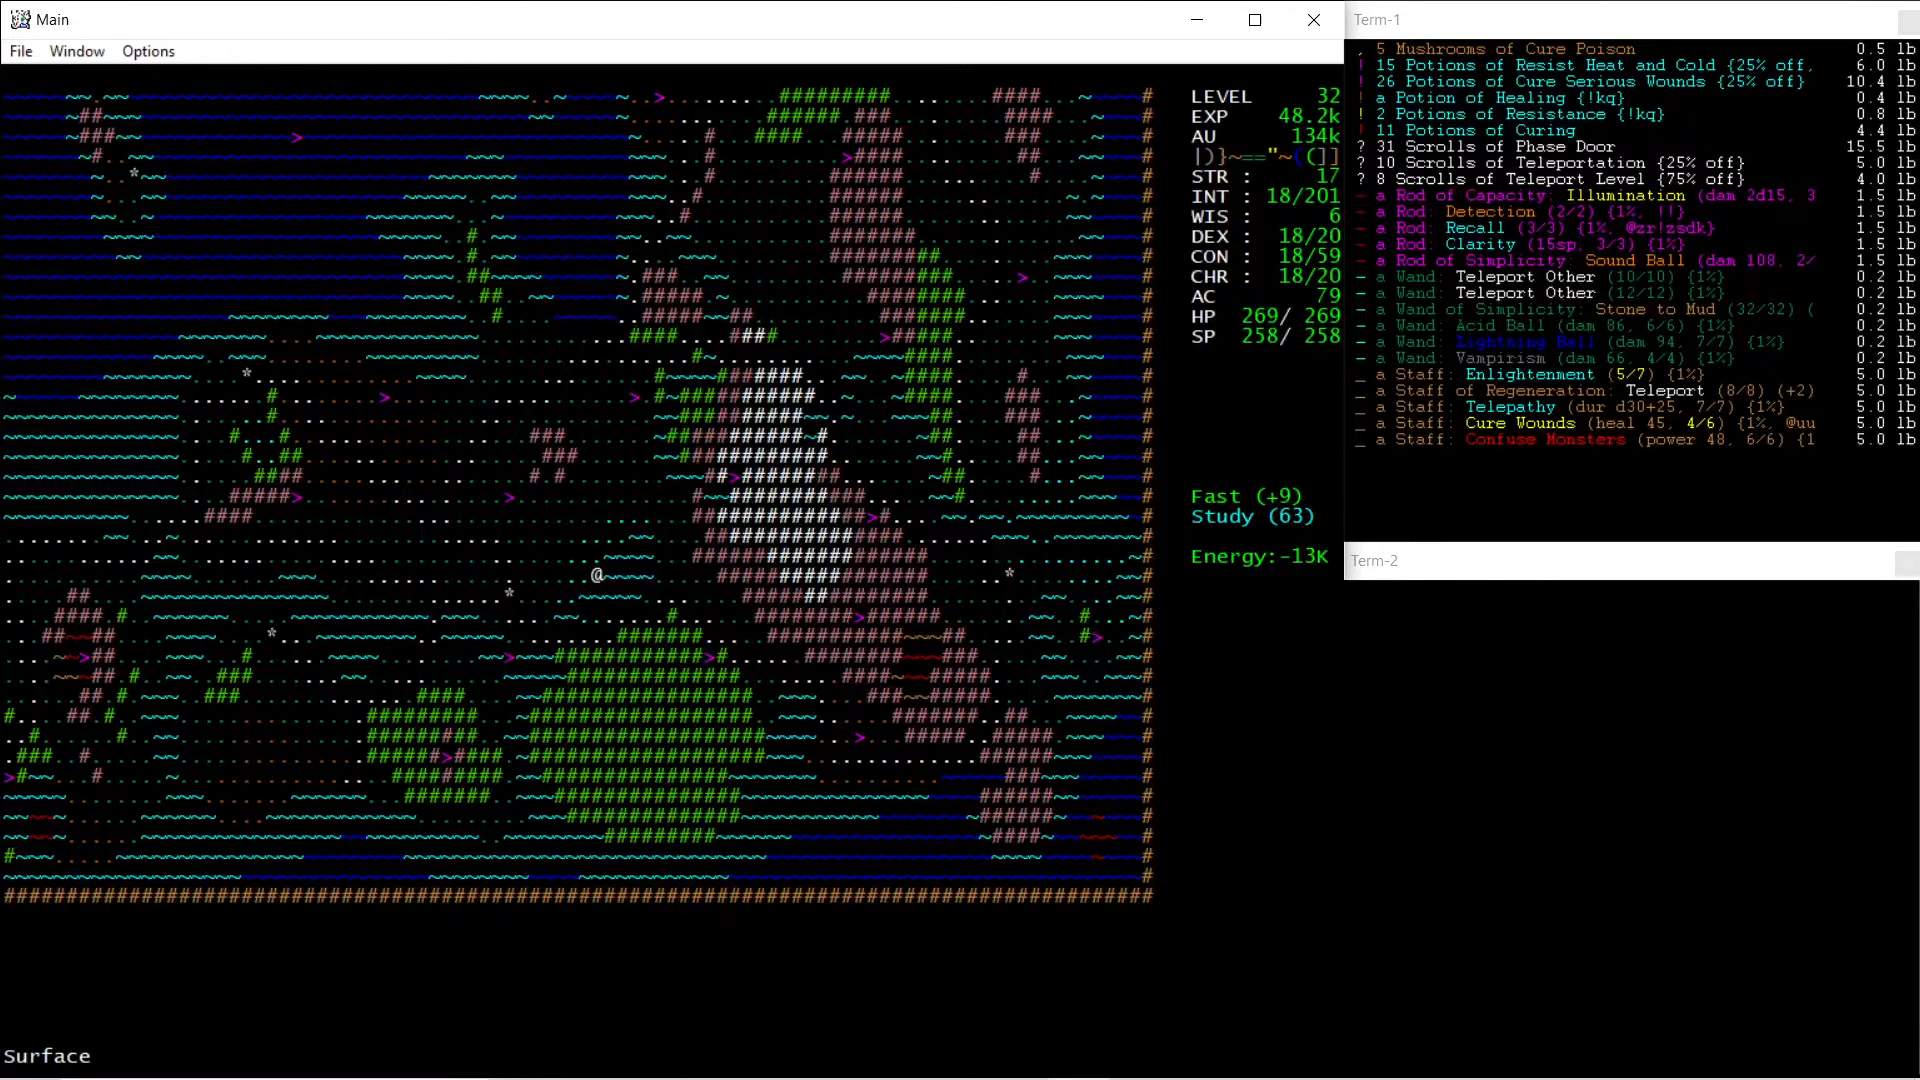 Main
File Window Options
LEVEL 32
EXP 48.2k
AU 134k
|)}~=="~((]]
STR : 17
INT : 18/201
WIS : 6
DEX : 18/20
CON : 18/59
CHR : 18/20
AC 79
HP 269/ 269
SP 258/ 258
Fast (+9)
Study (63)
Energy:-13K
Surface
Term-1
, 5 Mushrooms of Cure Poison 0.5 lb
! 15 Potions of Resist Heat and Cold {25% off, 6.0 lb
! 26 Potions of Cure Serious Wounds {25% off} 10.4 lb
! a Potion of Healing {!kq} 0.4 lb
! 2 Potions of Resistance {!kq} 0.8 lb
! 11 Potions of Curing 4.4 lb
? 31 Scrolls of Phase Door 15.5 lb
? 10 Scrolls of Teleportation {25% off} 5.0 lb
? 8 Scrolls of Teleport Level {75% off} 4.0 lb
- a Rod of Capacity: Illumination (dam 2d15, 3 1.5 lb
- a Rod: Detection (2/2) {1%, !!} 1.5 lb
- a Rod: Recall (3/3) {1%, @zr!zsdk} 1.5 lb
- a Rod: Clarity (15sp, 3/3) {1%} 1.5 lb
- a Rod of Simplicity: Sound Ball (dam 108, 2/ 1.5 lb
- a Wand: Teleport Other (10/10) {1%} 0.2 lb
- a Wand: Teleport Other (12/12) {1%} 0.2 lb
- a Wand of Simplicity: Stone to Mud (32/32) ( 0.2 lb
- a Wand: Acid Ball (dam 86, 6/6) {1%} 0.2 lb
- a Wand: Lightning Ball (dam 94, 7/7) {1%} 0.2 lb
- a Wand: Vampirism (dam 66, 4/4) {1%} 0.2 lb
_ a Staff: Enlightenment (5/7) {1%} 5.0 lb
_ a Staff of Regeneration: Teleport (8/8) (+2) 5.0 lb
_ a Staff: Telepathy (dur d30+25, 7/7) {1%} 5.0 lb
_ a Staff: Cure Wounds (heal 45, 4/6) {1%, @uu 5.0 lb
_ a Staff: Confuse Monsters (power 48, 6/6) {1 5.0 lb
Term-2